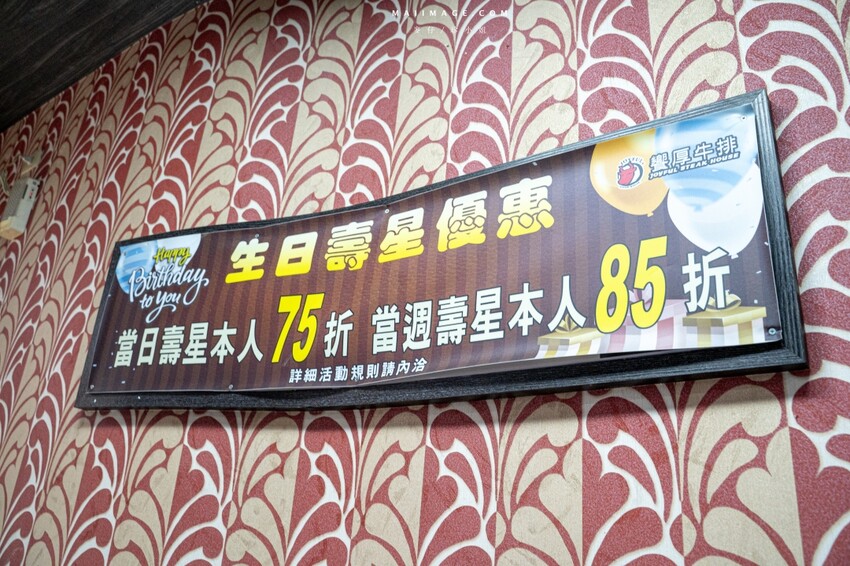 MAIIMAGE.COM
饗厚牛排
JOYFUL STEAK HOUSE
生日壽星優惠
Happy
Birthday
to you
當日壽星本人75折 當週壽星本人85折
詳細活動規則請內洽